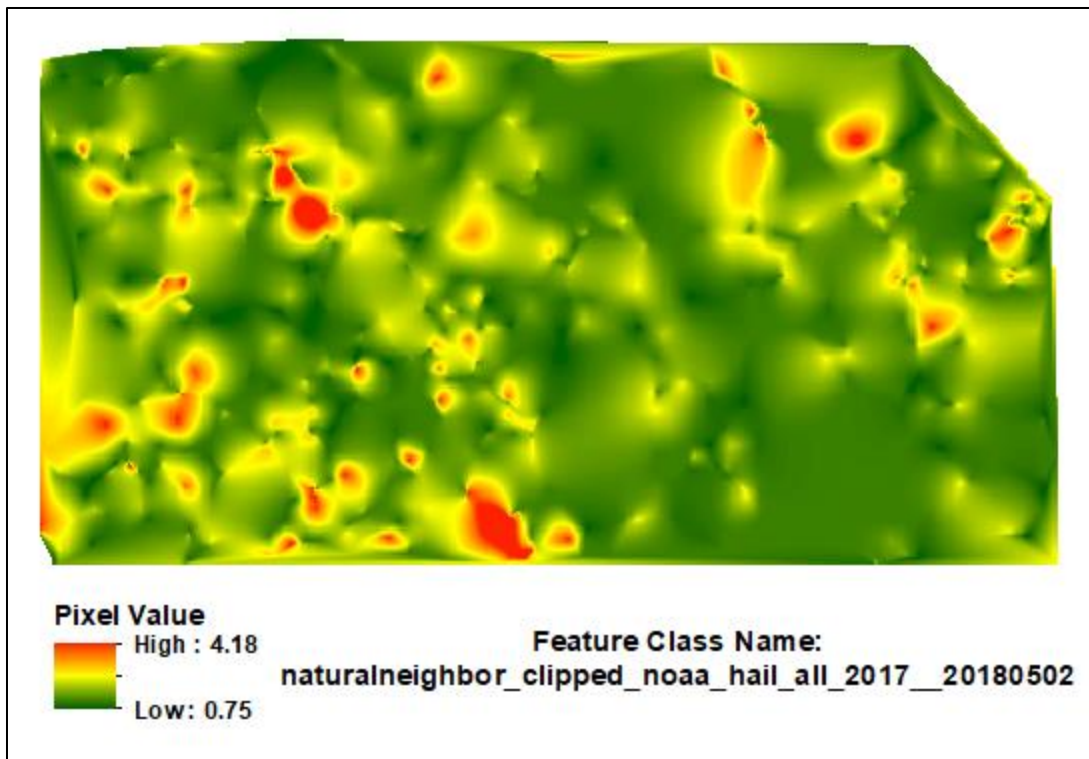 Pixel Value
High : 4.18
Low: 0.75
Feature Class Name:
naturalneighbor_clipped_noaa_hail_all_2017__20180502